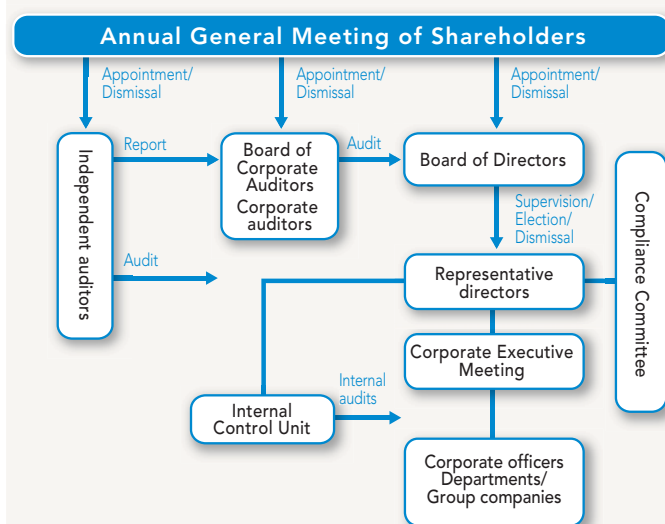 Annual General Meeting of Shareholders
Appointment/
Dismissal
Appointment/
Dismissal
Appointment/
Dismissal
Independent auditors
Report
Board of
Corporate
Auditors
Corporate
auditors
Audit
Board of Directors
Compliance Committee
Supervision/
Election/
Dismissal
Audit
Representative
directors
Corporate Executive
Meeting
Internal
audits
Internal
Control Unit
Corporate officers
Departments/
Group companies